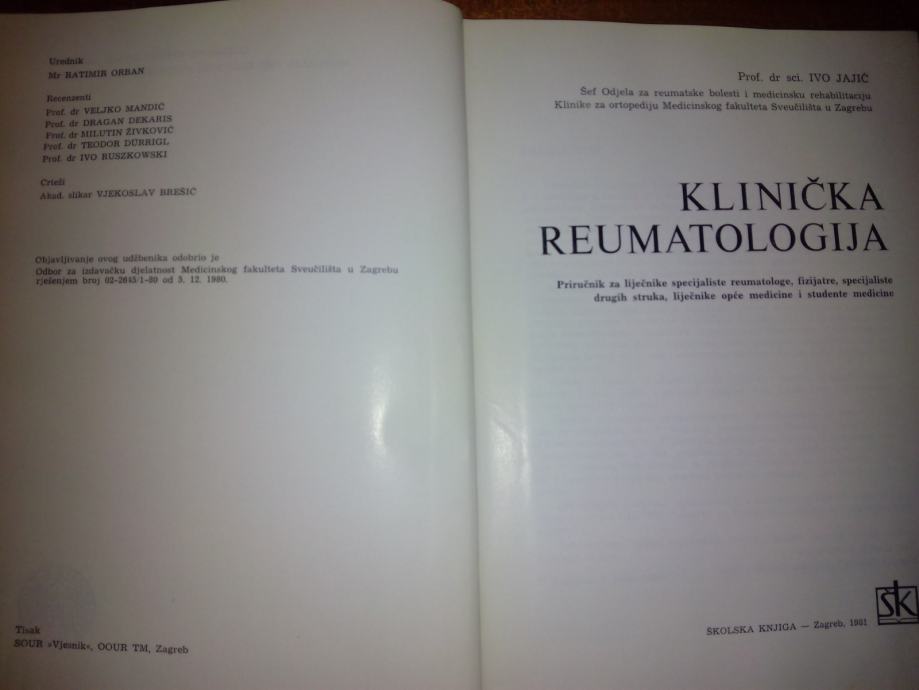 Urednik
Mr RATIMIR ORBAN
Recenzenti
Prof. dr VELJKO MANDIĆ
Prof. dr DRAGAN DEKARIS
Prof. dr MILUTIN ŽIVKOVIĆ
Prof. dr TEODOR DÜRRIGL
Prof. dr IVO RUSZKOWSKI
Crteži
Akad. slikar VJEKOSLAV BREŠIĆ
Objavljivanje ovog udžbenika odobrio je
Odbor za izdavačku djelatnost Medicinskog fakulteta Sveučilišta u Zagrebu
rješenjem broj 02-2645/1-80 od 3. 12. 1980.
Tisak
SOUR »Vjesnik«, OOUR TM, Zagreb
Prof. dr sci. IVO JAJIĆ
Šef Odjela za reumatske bolesti i medicinsku rehabilitaciju
Klinike za ortopediju Medicinskog fakulteta Sveučilišta u Zagrebu
KLINIČKA
REUMATOLOGIJA
Priručnik za liječnike specijaliste reumatologe, fizijatre, specijaliste
drugih struka, liječnike opće medicine i studente medicine
ŠK
ŠKOLSKA KNJIGA — Zagreb, 1981